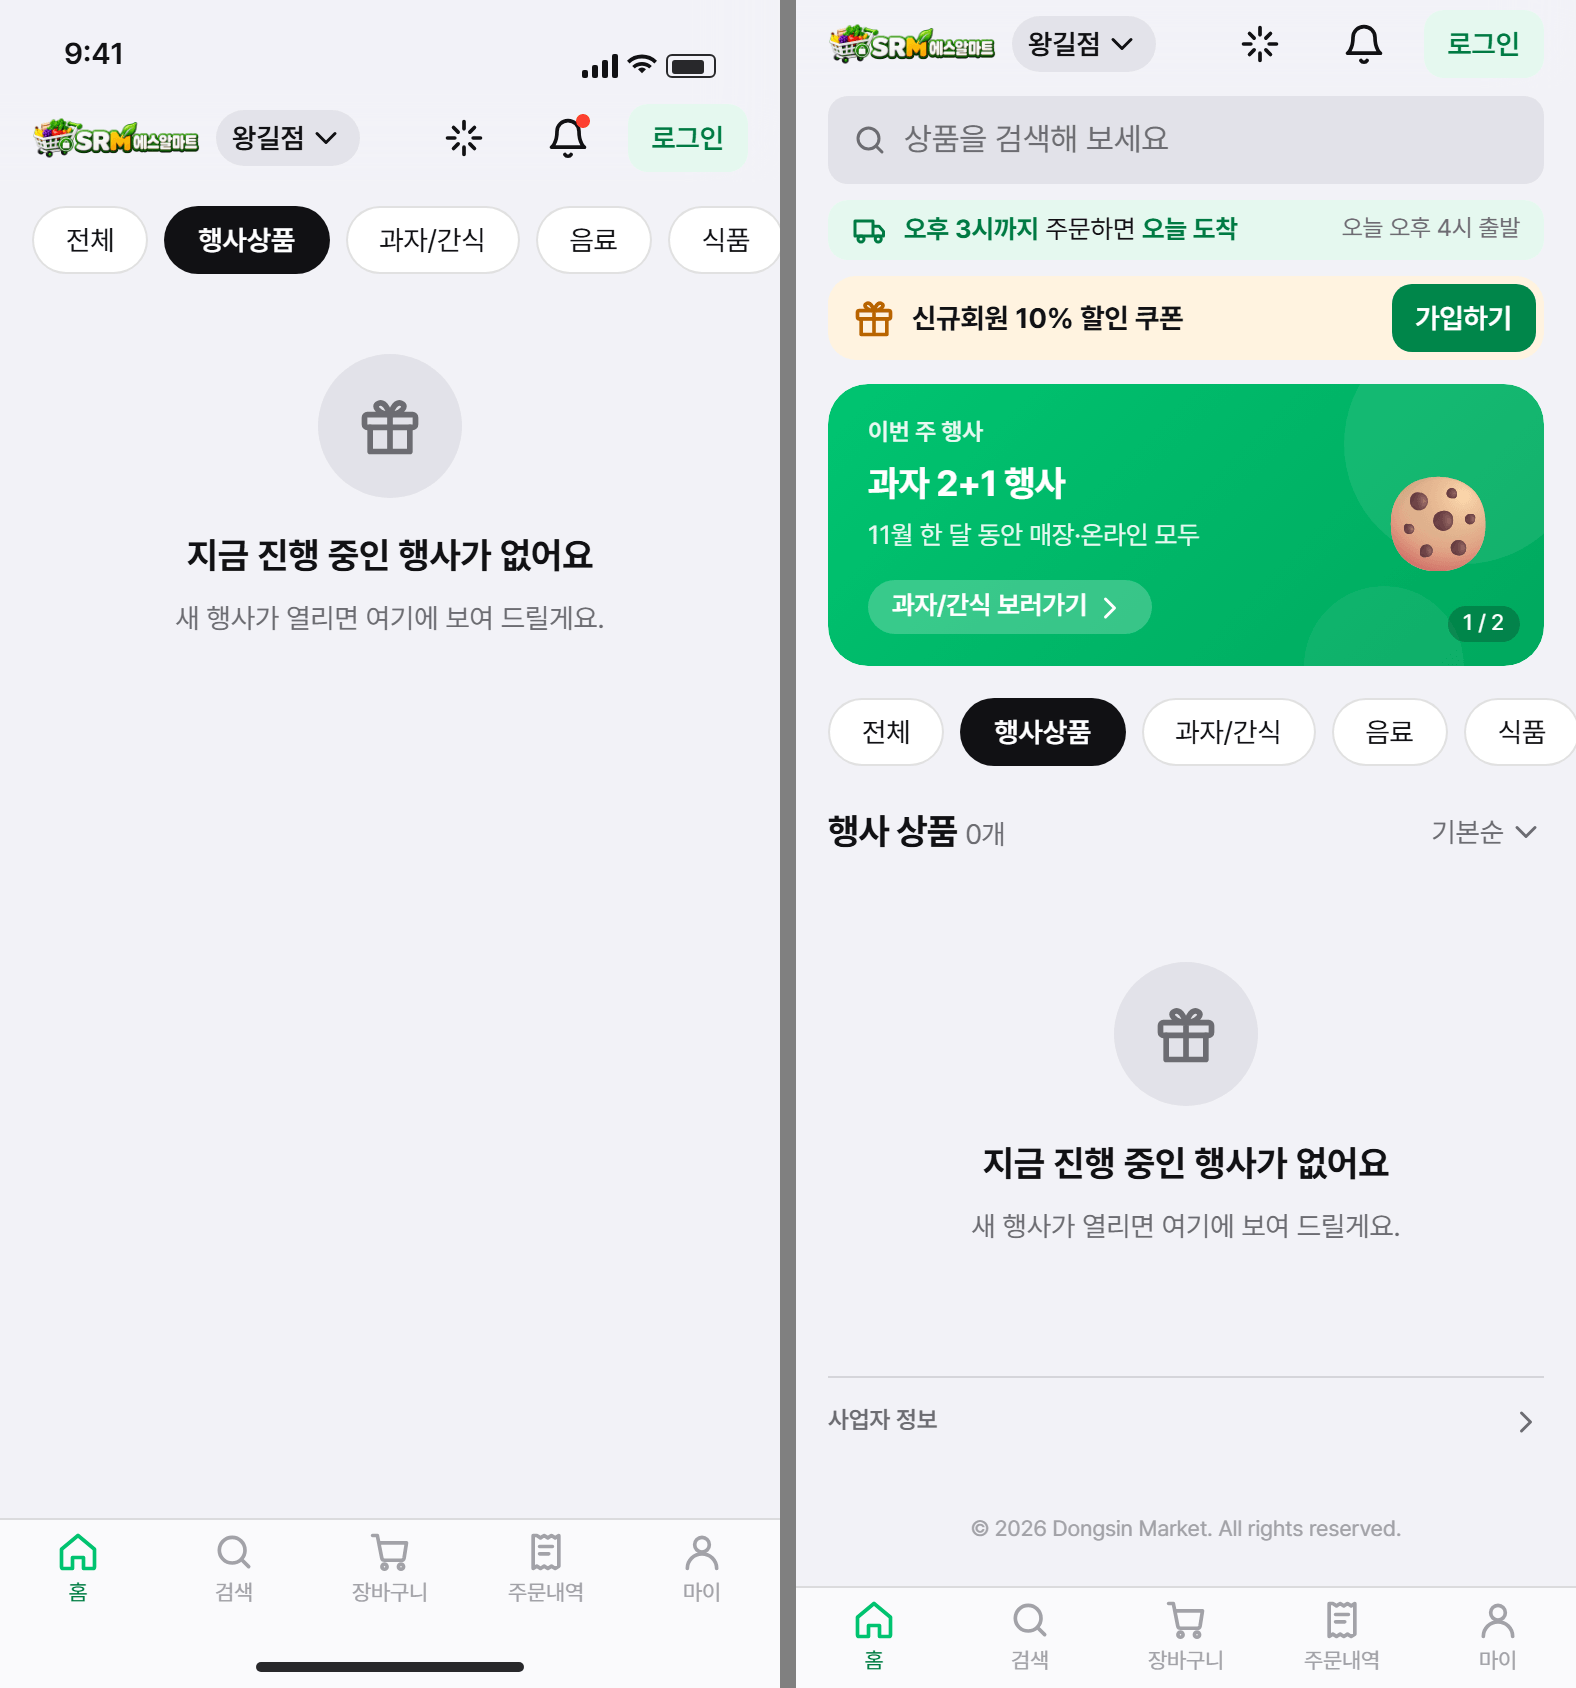 9:41
SRM 에스알마트
왕길점
로그인
전체
행사상품
과자/간식
음료
식품
지금 진행 중인 행사가 없어요
새 행사가 열리면 여기에 보여 드릴게요.
홈
검색
장바구니
주문내역
마이
SRM 에스알마트
왕길점
로그인
상품을 검색해 보세요
오후 3시까지 주문하면 오늘 도착
오늘 오후 4시 출발
신규회원 10% 할인 쿠폰
가입하기
이번 주 행사
과자 2+1 행사
11월 한 달 동안 매장·온라인 모두
과자/간식 보러가기
1 / 2
전체
행사상품
과자/간식
음료
식품
행사 상품 0개
기본순
지금 진행 중인 행사가 없어요
새 행사가 열리면 여기에 보여 드릴게요.
사업자 정보
© 2026 Dongsin Market. All rights reserved.
홈
검색
장바구니
주문내역
마이